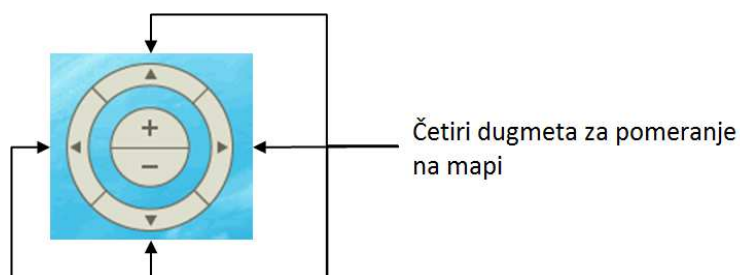 +
−
Četiri dugmeta za pomeranje
na mapi